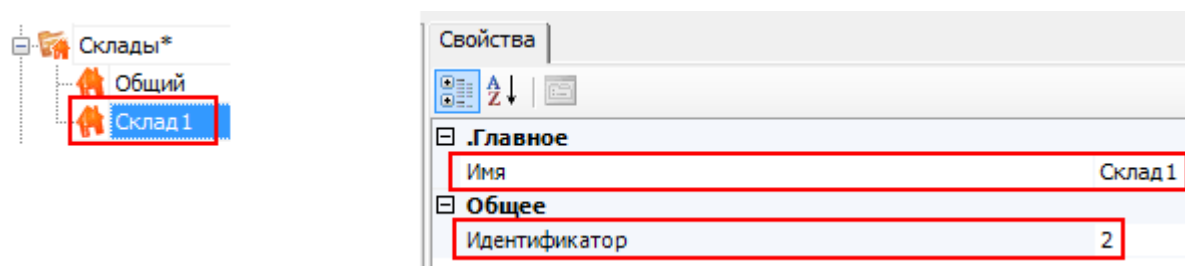 Склады*
Общий
Склад1
Свойства
A
Z
.Главное
Имя Склад1
Общее
Идентификатор 2